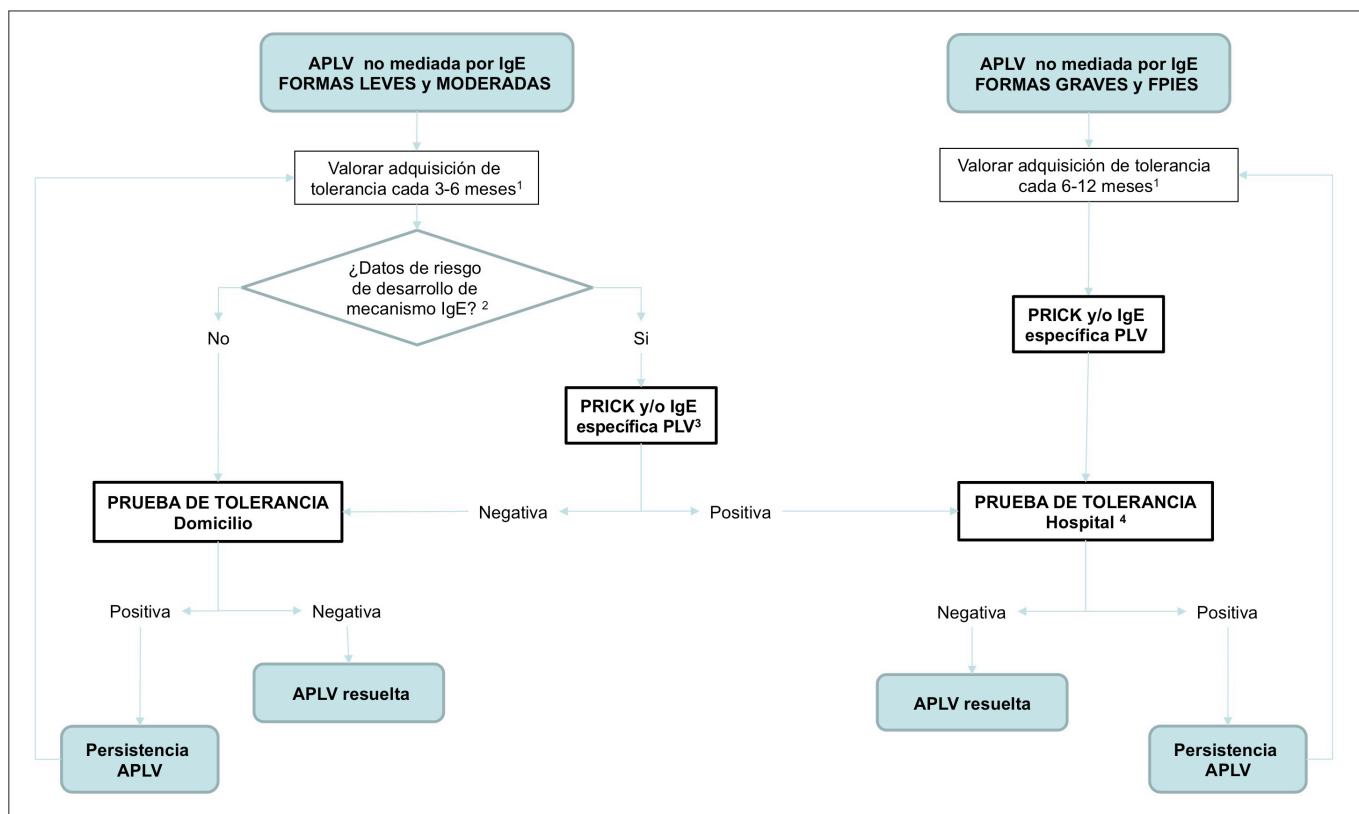 APLV no mediada por IgE
FORMAS LEVES y MODERADAS
Valorar adquisición de
tolerancia cada 3-6 meses¹
¿Datos de riesgo
de desarrollo de
mecanismo IgE? ²
No
Si
PRICK y/o IgE
específica PLV³
PRUEBA DE TOLERANCIA
Domicilio
Negativa
Positiva
Positiva
Negativa
APLV resuelta
Persistencia
APLV
APLV no mediada por IgE
FORMAS GRAVES y FPIES
Valorar adquisición de tolerancia
cada 6-12 meses¹
PRICK y/o IgE
específica PLV
PRUEBA DE TOLERANCIA
Hospital ⁴
Negativa
Positiva
APLV resuelta
Persistencia
APLV